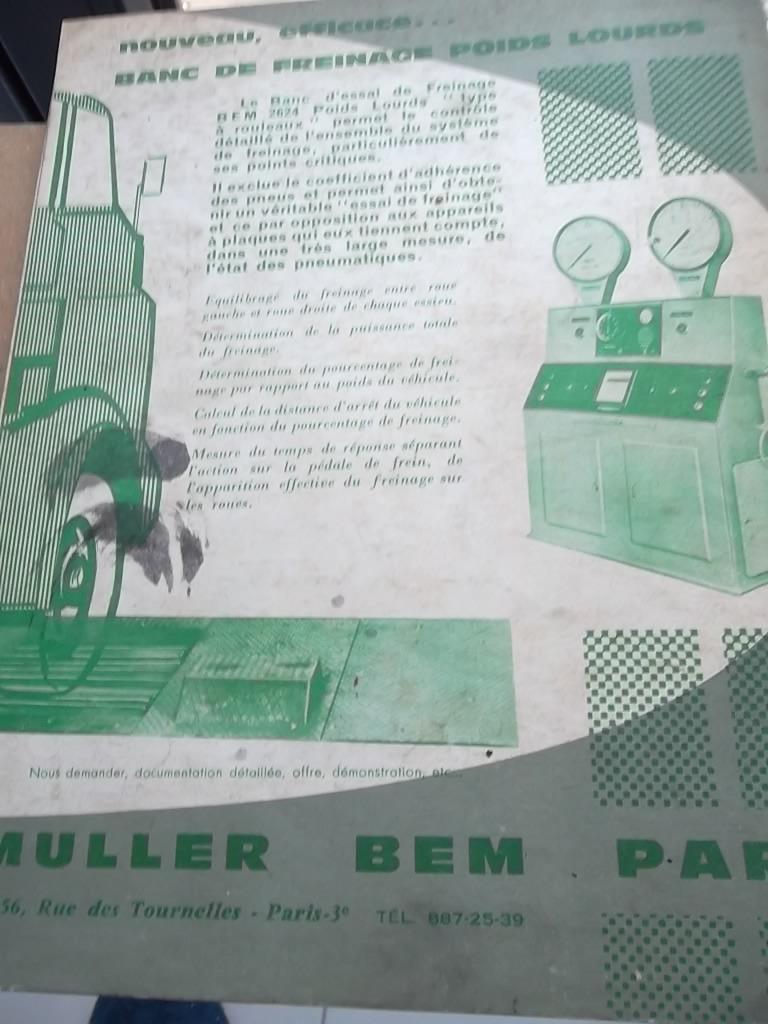 nouveau, efficace...
BANC DE FREINAGE POIDS LOURDS
Le Banc d'essai de Freinage
BEM 2624 Poids Lourds "type
à rouleaux" permet le contrôle
détaillé de l'ensemble du système
de freinage, particulièrement de
ses points critiques.
Il exclue le coefficient d'adhérence
des pneus et permet ainsi d'obte-
nir un véritable "essai de freinage"
et ce par opposition aux appareils
à plaques qui eux tiennent compte,
dans une très large mesure, de
l'état des pneumatiques.
Equilibrage du freinage entre roue
gauche et roue droite de chaque essieu.
Détermination de la puissance totale
du freinage.
Détermination du pourcentage de frei-
nage par rapport au poids du véhicule.
Calcul de la distance d'arrêt du véhicule
en fonction du pourcentage de freinage.
Mesure du temps de réponse séparant
l'action sur la pédale de frein, de
l'apparition effective du freinage sur
les roues.
Nous demander, documentation détaillée, offre, démonstration, etc...
MULLER BEM PAR
56, Rue des Tournelles - Paris-3e TÉL. 887-25-39